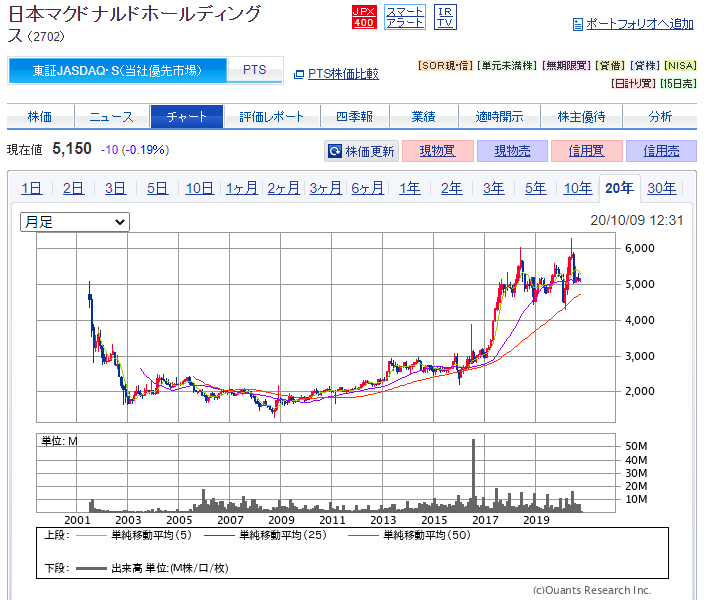 日本マクドナルドホールディング
ス (2702)
JPX
400
スマート
アラート
IR
TV
ポートフォリオへ追加
東証JASDAQ・S(当社優先市場)
PTS
PTS株価比較
[SOR現・信] [単元未満株] [無期限買] [貸借] [貸株] [NISA]
[日計り買] [15日売]
株価 ニュース チャート 評価レポート 四季報 業績 適時開示 株主優待 分析
現在値 5,150 -10 (-0.19%)
株価更新 現物買 現物売 信用買 信用売
1日 2日 3日 5日 10日 1ヶ月 2ヶ月 3ヶ月 6ヶ月 1年 2年 3年 5年 10年 20年 30年
月足
20/10/09 12:31
6,000
5,000
4,000
3,000
2,000
単位: M
50M
40M
30M
20M
10M
2001 2003 2005 2007 2009 2011 2013 2015 2017 2019
上段: 単純移動平均(5) 単純移動平均(25) 単純移動平均(50)
下段: 出来高 単位:(M株/口/枚)
(c)Quants Research Inc.